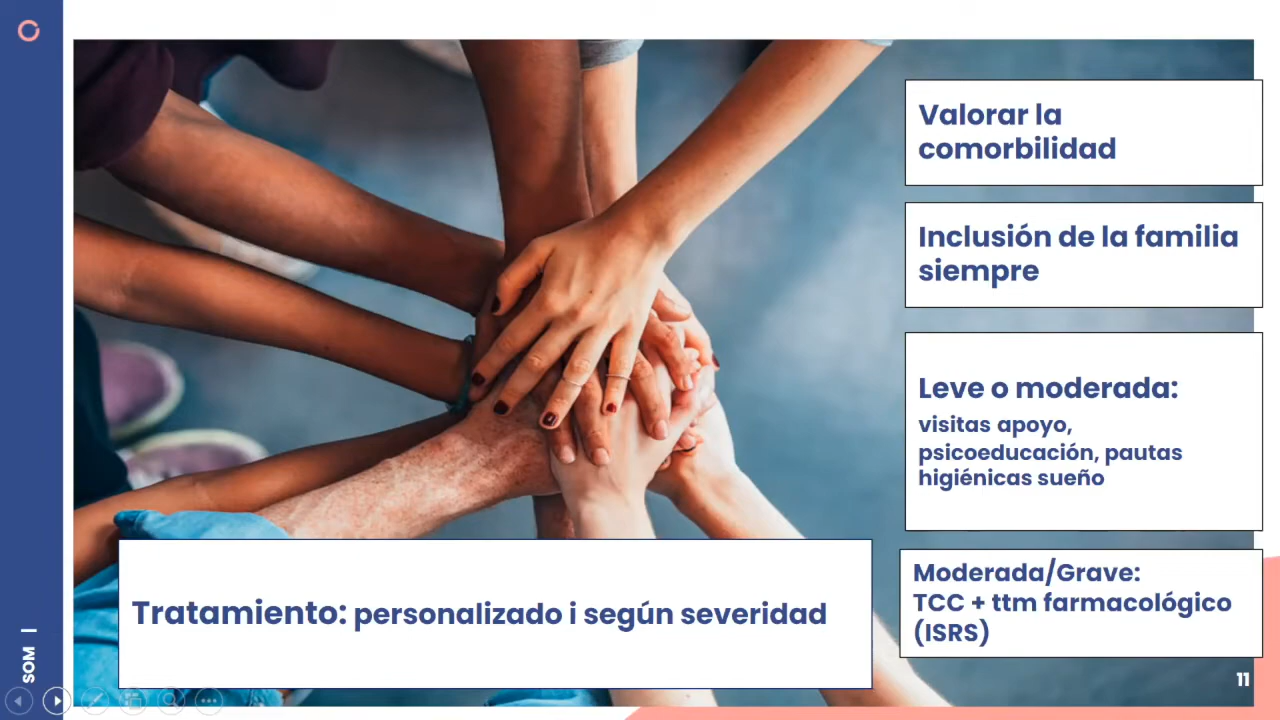 Valorar la
comorbilidad
Inclusión de la familia
siempre
Leve o moderada:
visitas apoyo,
psicoeducación, pautas
higiénicas sueño
Moderada/Grave:
TCC + ttm farmacológico
(ISRS)
Tratamiento: personalizado i según severidad
SOM |
11